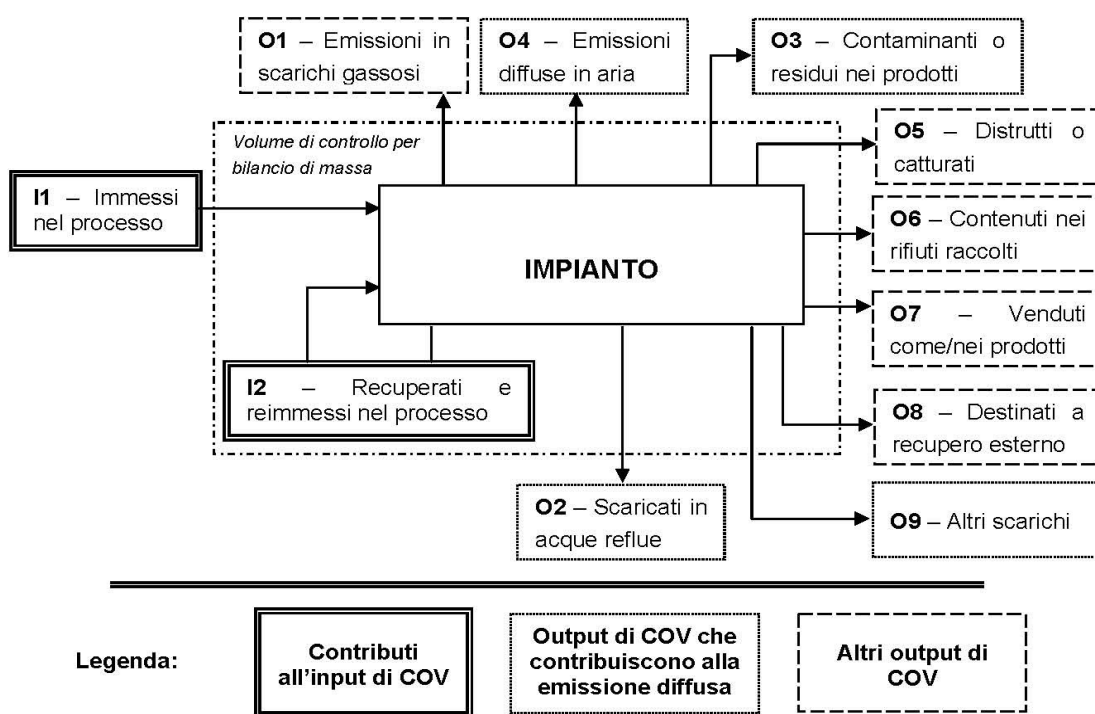 O1 – Emissioni in
scarichi gassosi
O4 – Emissioni
diffuse in aria
O3 – Contaminanti o
residui nei prodotti
Volume di controllo per
bilancio di massa
O5 – Distrutti o
catturati
I1 – Immessi
nel processo
O6 – Contenuti nei
rifiuti raccolti
IMPIANTO
O7 – Venduti
come/nei prodotti
I2 – Recuperati e
reimmessi nel processo
O8 – Destinati a
recupero esterno
O2 – Scaricati in
acque reflue
O9 – Altri scarichi
Legenda:
Contributi
all'input di COV
Output di COV che
contribuiscono alla
emissione diffusa
Altri output di
COV